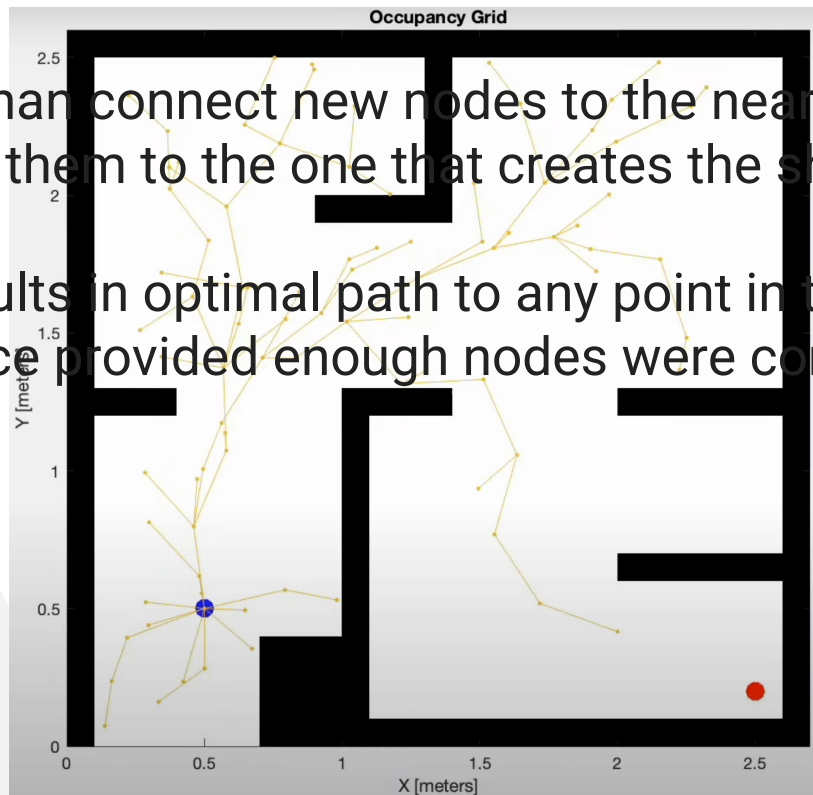 Occupancy Grid
2.5
han connect new nodes to the near
them to the one that creates the sh
2
ults in optimal path to any point in t
1.5
ce provided enough nodes were co
Y [meters]
1
0.5
0
0 0.5 1 1.5 2 2.5
X [meters]